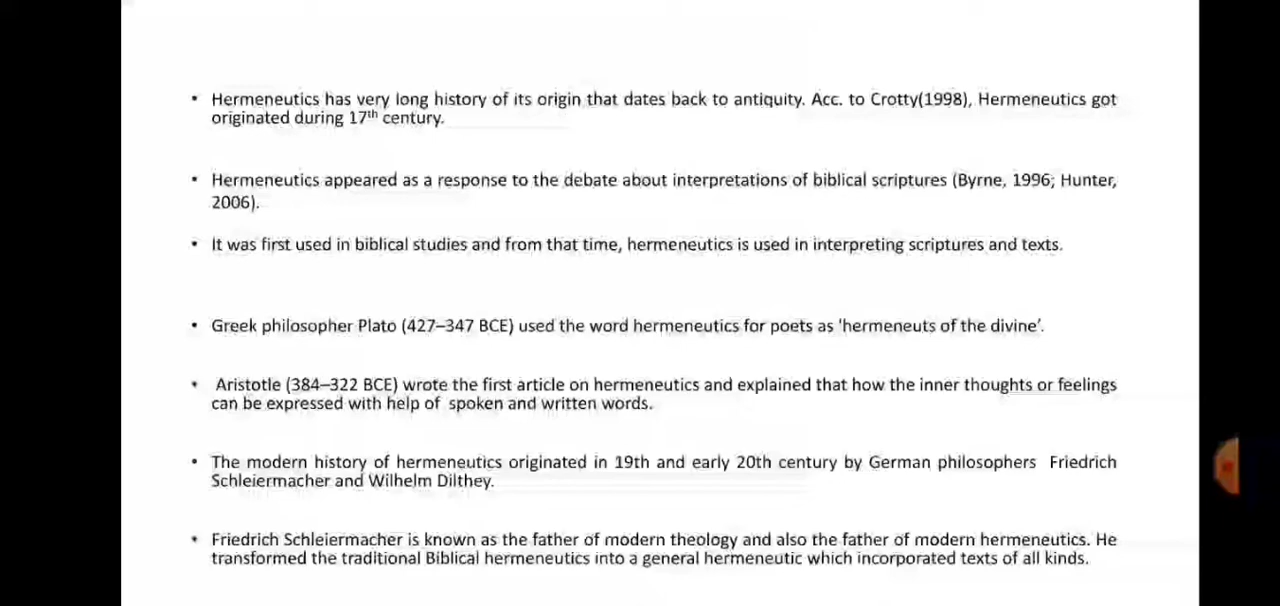 • Hermeneutics has very long history of its origin that dates back to antiquity. Acc. to Crotty(1998), Hermeneutics got
originated during 17th century.
• Hermeneutics appeared as a response to the debate about interpretations of biblical scriptures (Byrne, 1996; Hunter,
2006).
• It was first used in biblical studies and from that time, hermeneutics is used in interpreting scriptures and texts.
• Greek philosopher Plato (427–347 BCE) used the word hermeneutics for poets as 'hermeneuts of the divine'.
• Aristotle (384–322 BCE) wrote the first article on hermeneutics and explained that how the inner thoughts or feelings
can be expressed with help of spoken and written words.
• The modern history of hermeneutics originated in 19th and early 20th century by German philosophers Friedrich
Schleiermacher and Wilhelm Dilthey.
• Friedrich Schleiermacher is known as the father of modern theology and also the father of modern hermeneutics. He
transformed the traditional Biblical hermeneutics into a general hermeneutic which incorporated texts of all kinds.